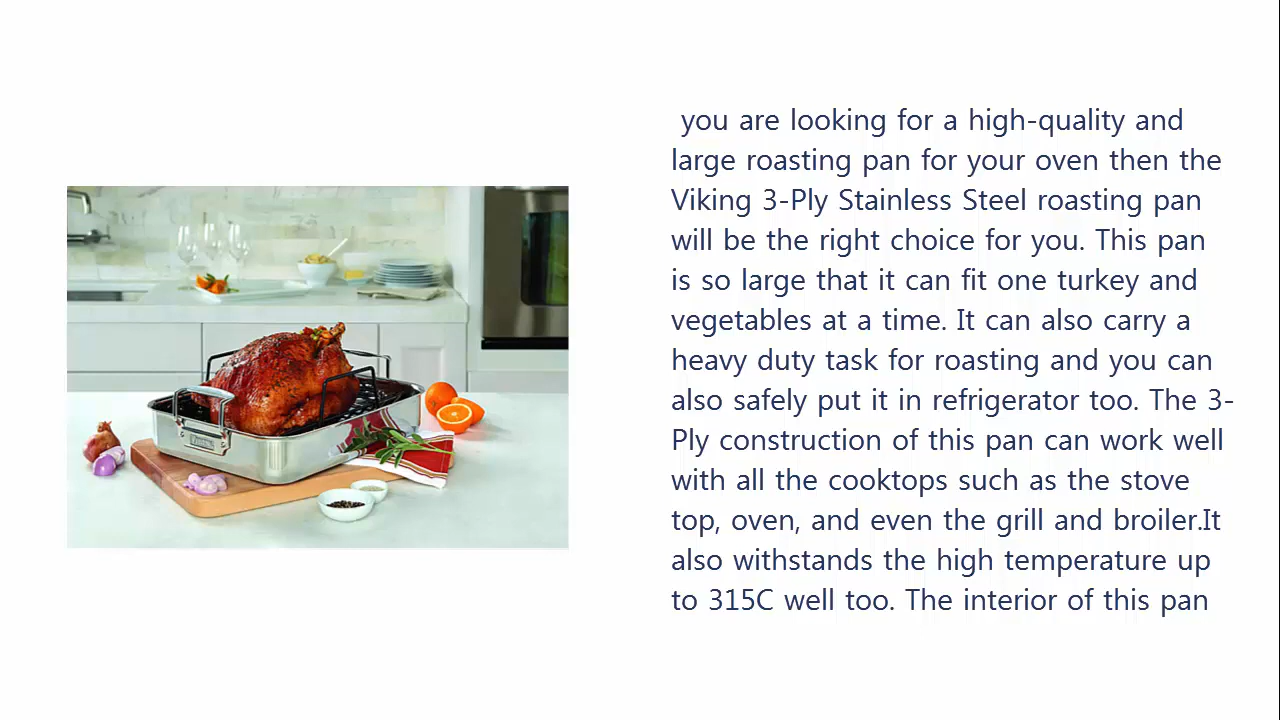 you are looking for a high-quality and
large roasting pan for your oven then the
Viking 3-Ply Stainless Steel roasting pan
will be the right choice for you. This pan
is so large that it can fit one turkey and
vegetables at a time. It can also carry a
heavy duty task for roasting and you can
also safely put it in refrigerator too. The 3-
Ply construction of this pan can work well
with all the cooktops such as the stove
top, oven, and even the grill and broiler.It
also withstands the high temperature up
to 315C well too. The interior of this pan